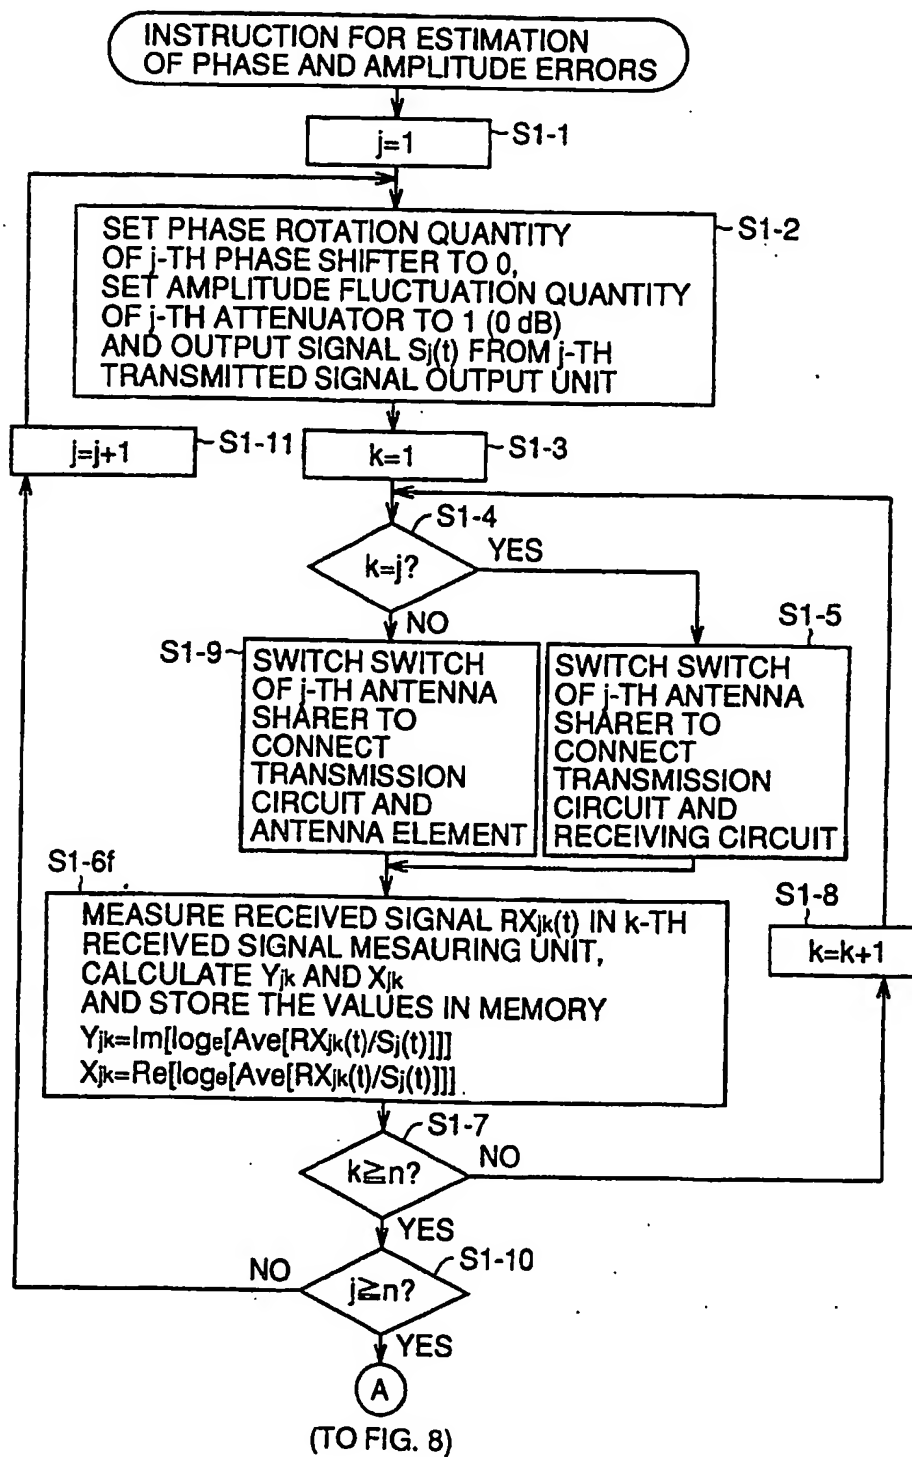 INSTRUCTION FOR ESTIMATION
OF PHASE AND AMPLITUDE ERRORS
j=1
S1-1
SET PHASE ROTATION QUANTITY
OF j-TH PHASE SHIFTER TO 0,
SET AMPLITUDE FLUCTUATION QUANTITY
OF j-TH ATTENUATOR TO 1 (0 dB)
AND OUTPUT SIGNAL Sj(t) FROM j-TH
TRANSMITTED SIGNAL OUTPUT UNIT
S1-2
j=j+1
S1-11
k=1
S1-3
S1-4
k=j?
YES
NO
S1-9
SWITCH SWITCH
OF j-TH ANTENNA
SHARER TO
CONNECT
TRANSMISSION
CIRCUIT AND
ANTENNA ELEMENT
S1-5
SWITCH SWITCH
OF j-TH ANTENNA
SHARER TO
CONNECT
TRANSMISSION
CIRCUIT AND
RECEIVING CIRCUIT
S1-6f
MEASURE RECEIVED SIGNAL RXjk(t) IN k-TH
RECEIVED SIGNAL MESAURING UNIT,
CALCULATE Yjk AND Xjk
AND STORE THE VALUES IN MEMORY
Yjk=Im[loge[Ave[RXjk(t)/Sj(t)]]]
Xjk=Re[loge[Ave[RXjk(t)/Sj(t)]]]
S1-8
k=k+1
S1-7
k≧n?
NO
YES
S1-10
j≧n?
NO
YES
A
(TO FIG. 8)